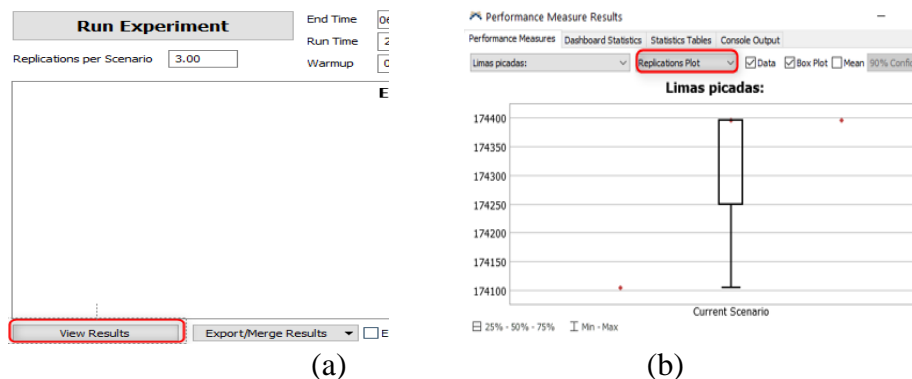 Run Experiment
End Time
Run Time
Replications per Scenario 3.00
Warmup
E
View Results
Export/Merge Results
E
(a)
Performance Measure Results
Performance Measures Dashboard Statistics Statistics Tables Console Output
Limas picadas: Replications Plot Data Box Plot Mean 90% Confi
Limas picadas:
174400
174350
174300
174250
174200
174150
174100
Current Scenario
25% - 50% - 75% Min - Max
(b)